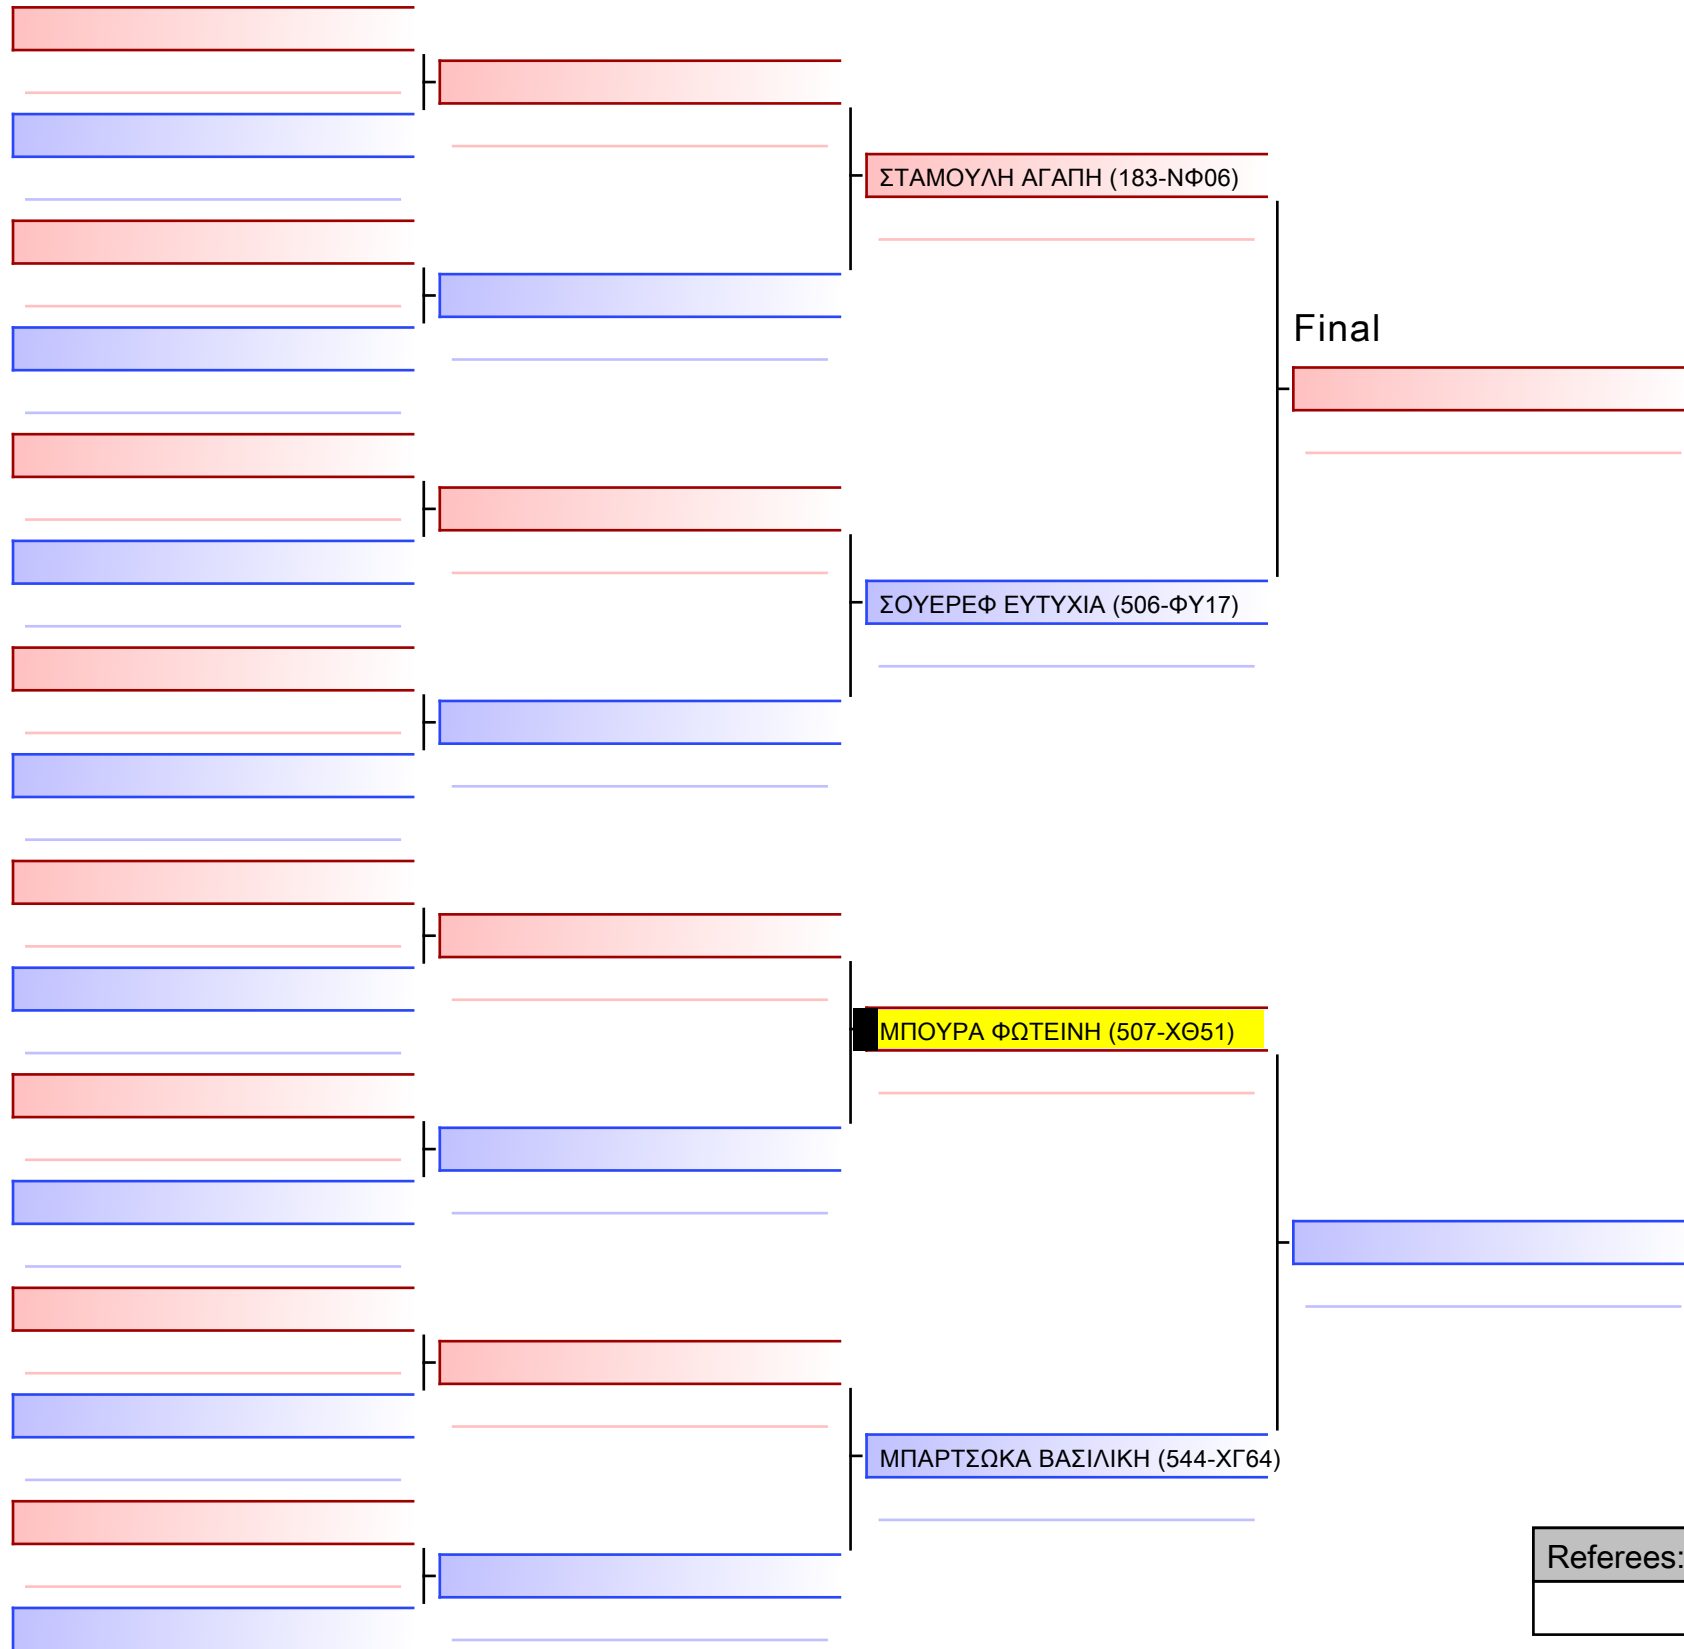 ΣΤΑΜΟΥΛΗ ΑΓΑΠΗ (183-ΝΦ06)
Final
ΣΟΥΕΡΕΦ ΕΥΤΥΧΙΑ (506-ΦΥ17)
ΜΠΟΥΡΑ ΦΩΤΕΙΝΗ (507-ΧΘ51)
ΜΠΑΡΤΣΩΚΑ ΒΑΣΙΛΙΚΗ (544-ΧΓ64)
Referees: